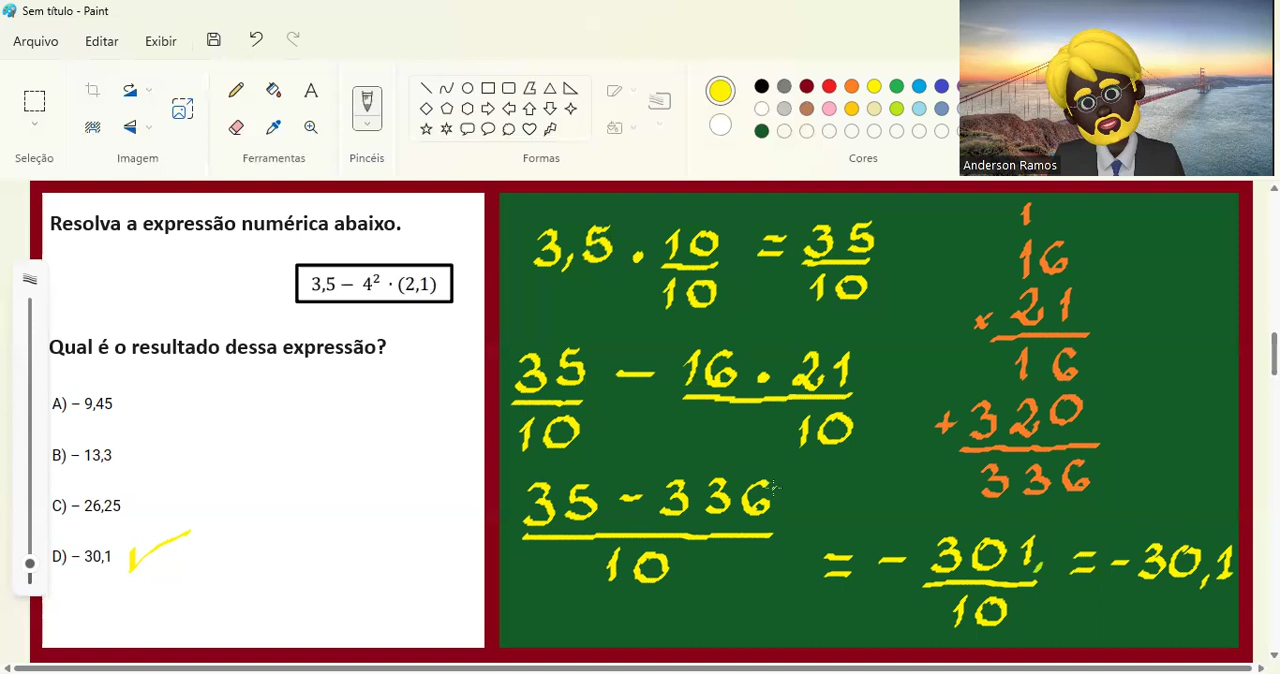 Sem título - Paint
Arquivo Editar Exibir
Seleção Imagem Ferramentas Pincéis Formas Cores
Anderson Ramos
Resolva a expressão numérica abaixo.
3,5 − 4² · (2,1)
Qual é o resultado dessa expressão?
A) − 9,45
B) − 13,3
C) − 26,25
D) − 30,1
3,5 . 10/10 = 35/10
35/10 − 16 . 21/10
35 − 336/10 = − 301,/10 = − 30,1
1
16
x 21
16
+ 320
336